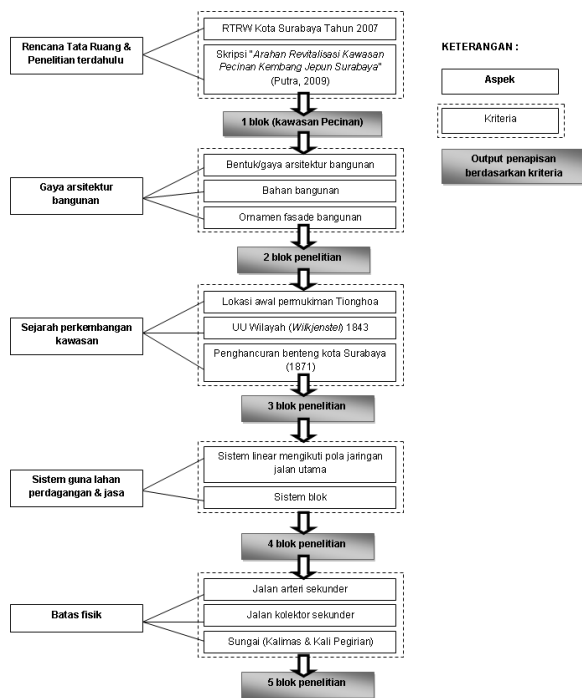 RTRW Kota Surabaya Tahun 2007
Rencana Tata Ruang &
Penelitian terdahulu
Skripsi "Arahan Revitalisasi Kawasan
Pecinan Kembang Jepun Surabaya"
(Putra, 2009)
1 blok (kawasan Pecinan)
KETERANGAN :
Aspek
Kriteria
Output penapisan
berdasarkan kriteria
Gaya arsitektur
bangunan
Bentuk/gaya arsitektur bangunan
Bahan bangunan
Ornamen fasade bangunan
2 blok penelitian
Sejarah perkembangan
kawasan
Lokasi awal permukiman Tionghoa
UU Wilayah (Wilkjenstel) 1843
Penghancuran benteng kota Surabaya
(1871)
3 blok penelitian
Sistem guna lahan
perdagangan & jasa
Sistem linear mengikuti pola jaringan
jalan utama
Sistem blok
4 blok penelitian
Batas fisik
Jalan arteri sekunder
Jalan kolektor sekunder
Sungai (Kalimas & Kali Pegirian)
5 blok penelitian